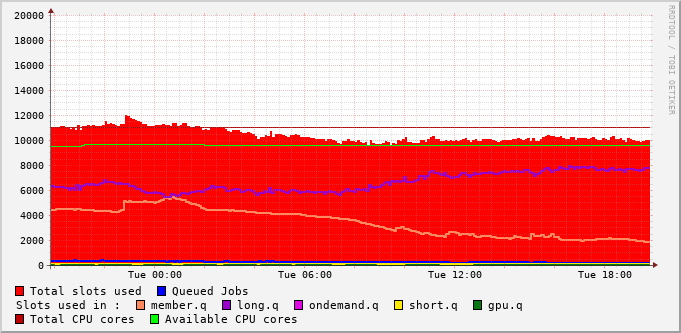 RRDTOOL / TOBI OETIKER
20000
18000
16000
14000
12000
10000
8000
6000
4000
2000
0
Tue 00:00 Tue 06:00 Tue 12:00 Tue 18:00
Total slots used Queued Jobs
Slots used in : member.q long.q ondemand.q short.q gpu.q
Total CPU cores Available CPU cores